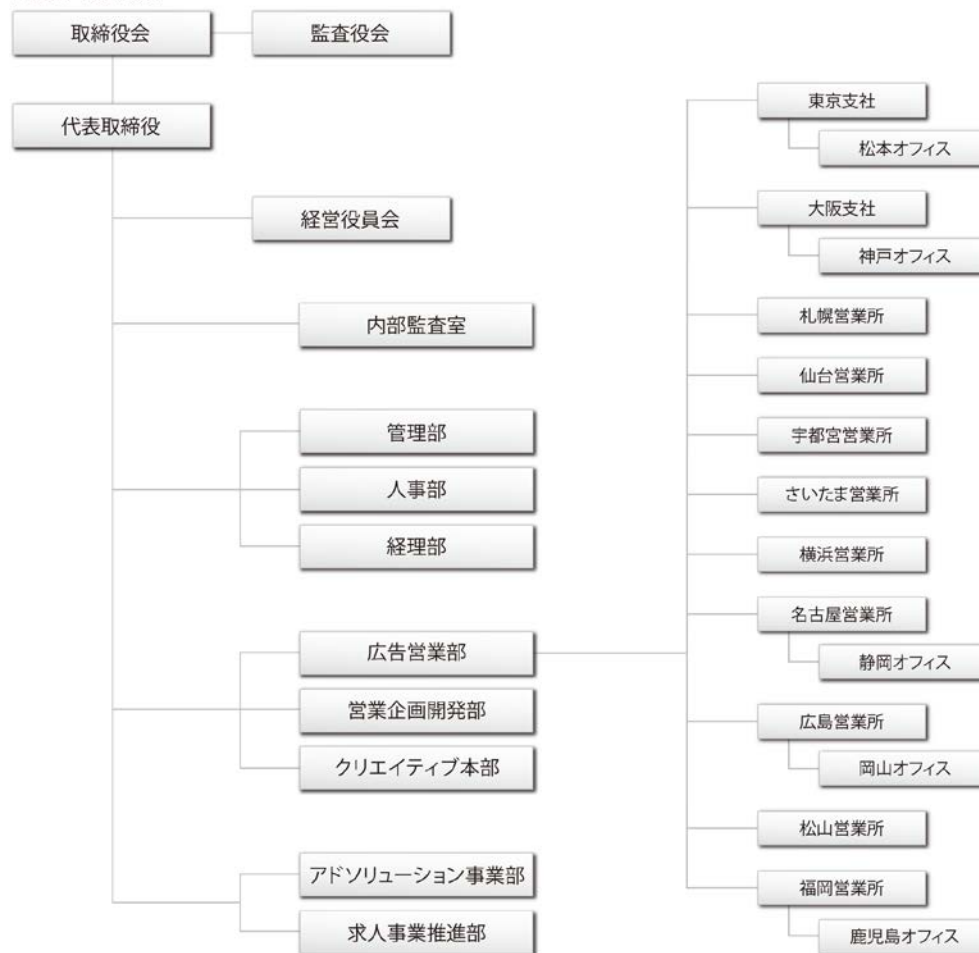 取締役会
監査役会
代表取締役
経営役員会
内部監査室
管理部
人事部
経理部
広告営業部
営業企画開発部
クリエイティブ本部
アドソリューション事業部
求人事業推進部
東京支社
松本オフィス
大阪支社
神戸オフィス
札幌営業所
仙台営業所
宇都宮営業所
さいたま営業所
横浜営業所
名古屋営業所
静岡オフィス
広島営業所
岡山オフィス
松山営業所
福岡営業所
鹿児島オフィス